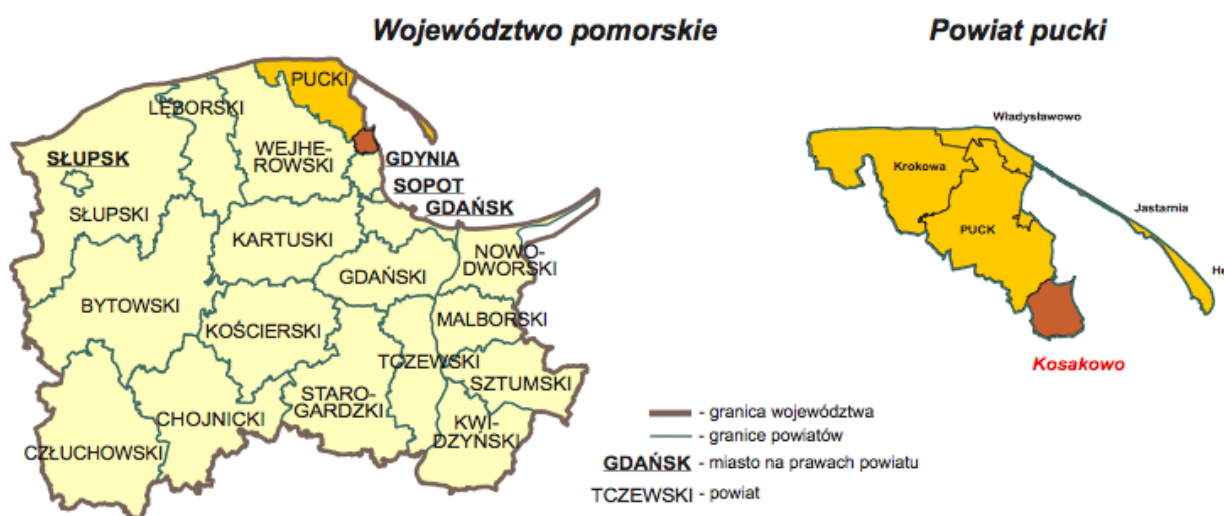 Województwo pomorskie
Powiat pucki
PUCKI
LĘBORSKI
WEJHE-
ROWSKI
SŁUPSK
GDYNIA
SOPOT
GDAŃSK
SŁUPSKI
KARTUSKI
NOWO-
DWORSKI
GDAŃSKI
BYTOWSKI
KOŚCIERSKI
MALBORSKI
TCZEWSKI
SZTUMSKI
STARO-
GARDZKI
CHOJNICKI
KWI-
DZYŃSKI
CZŁUCHOWSKI
Władysławowo
Krokowa
Jastarnia
PUCK
He
Kosakowo
- granica województwa
- granice powiatów
GDAŃSK - miasto na prawach powiatu
TCZEWSKI - powiat